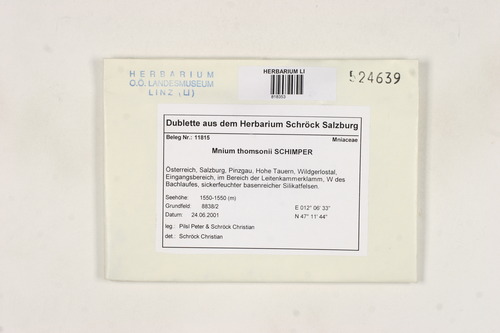 HERBARIUM
O.Ö. LANDESMUSEUM
LINZ (LI)
HERBARIUM LI
818353
524639
Dublette aus dem Herbarium Schröck Salzburg
Beleg Nr.: 11815
Mniaceae
Mnium thomsonii SCHIMPER
Österreich, Salzburg, Pinzgau, Hohe Tauern, Wildgerlostal,
Eingangsbereich, im Bereich der Leitenkammerklamm, W des
Bachlaufes, sickerfeuchter basenreicher Silikatfelsen.
Seehöhe: 1550-1550 (m)
Grundfeld: 8838/2
E 012° 06' 33"
Datum: 24.06.2001
N 47° 11' 44"
leg.: Pilsl Peter & Schröck Christian
det.: Schröck Christian